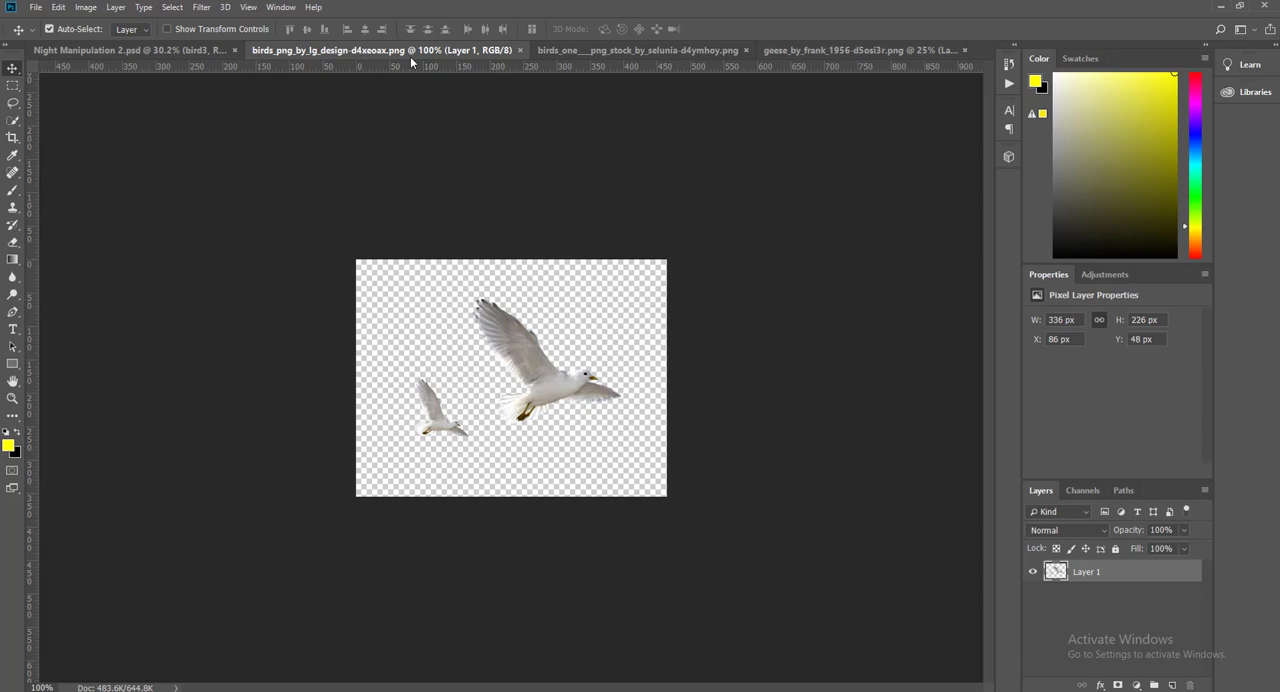 Ps File Edit Image Layer Type Select Filter 3D View Window Help
Auto-Select: Layer Show Transform Controls 3D Mode:
Night Manipulation 2.psd @ 30.2% (bird3, R... × birds_png_by_lg_design-d4xeoax.png @ 100% (Layer 1, RGB/8) × birds_one___png_stock_by_selunia-d4ymhoy.png × geese_by_frank_1956-d5osi3r.png @ 25% (La... ×
450 400 350 300 250 200 150 100 50 0 50 100 150 200 250 300 350 400 450 500 550 600 650 700 750 800 850 900
Color Swatches
Learn
Libraries
Properties Adjustments
Pixel Layer Properties
W: 336 px H: 226 px
X: 86 px Y: 48 px
Layers Channels Paths
Kind
Normal Opacity: 100%
Lock: Fill: 100%
Layer 1
Activate Windows
Go to Settings to activate Windows.
100% Doc: 483.6K/644.8K